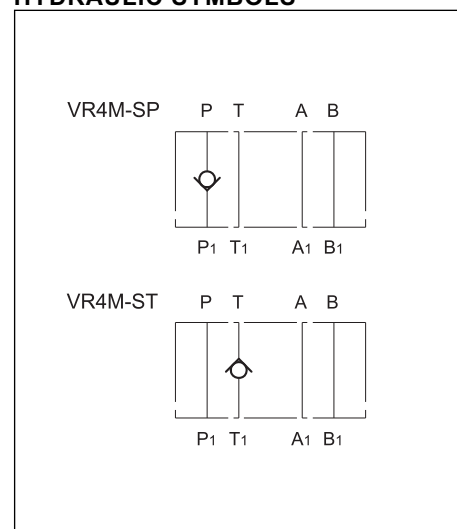 HYDRAULIC SYMBOLS
VR4M-SP P T A B
P1 T1 A1 B1
VR4M-ST P T A B
P1 T1 A1 B1